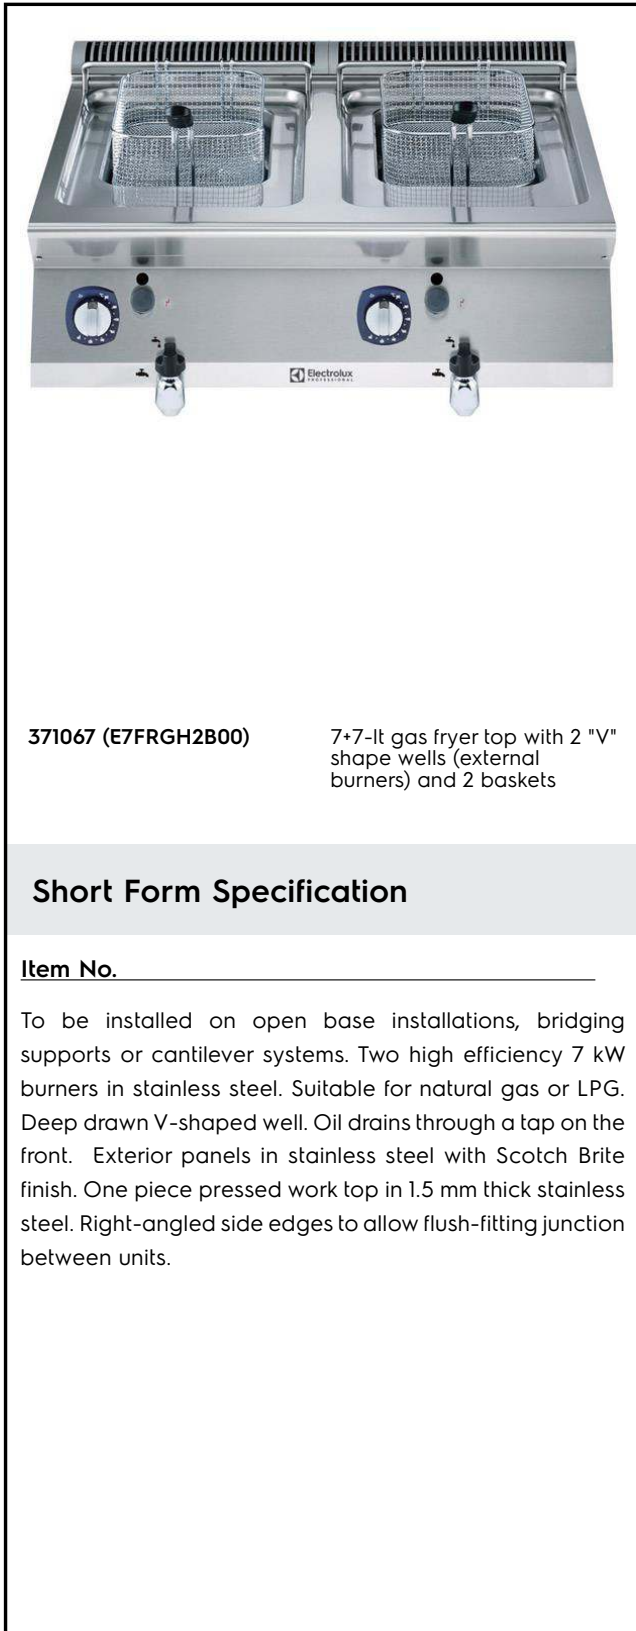 Electrolux
PROFESSIONAL
371067 (E7FRGH2B00)
7+7-lt gas fryer top with 2 "V"
shape wells (external
burners) and 2 baskets
Short Form Specification
Item No.
To be installed on open base installations, bridging
supports or cantilever systems. Two high efficiency 7 kW
burners in stainless steel. Suitable for natural gas or LPG.
Deep drawn V-shaped well. Oil drains through a tap on the
front. Exterior panels in stainless steel with Scotch Brite
finish. One piece pressed work top in 1.5 mm thick stainless
steel. Right-angled side edges to allow flush-fitting junction
between units.